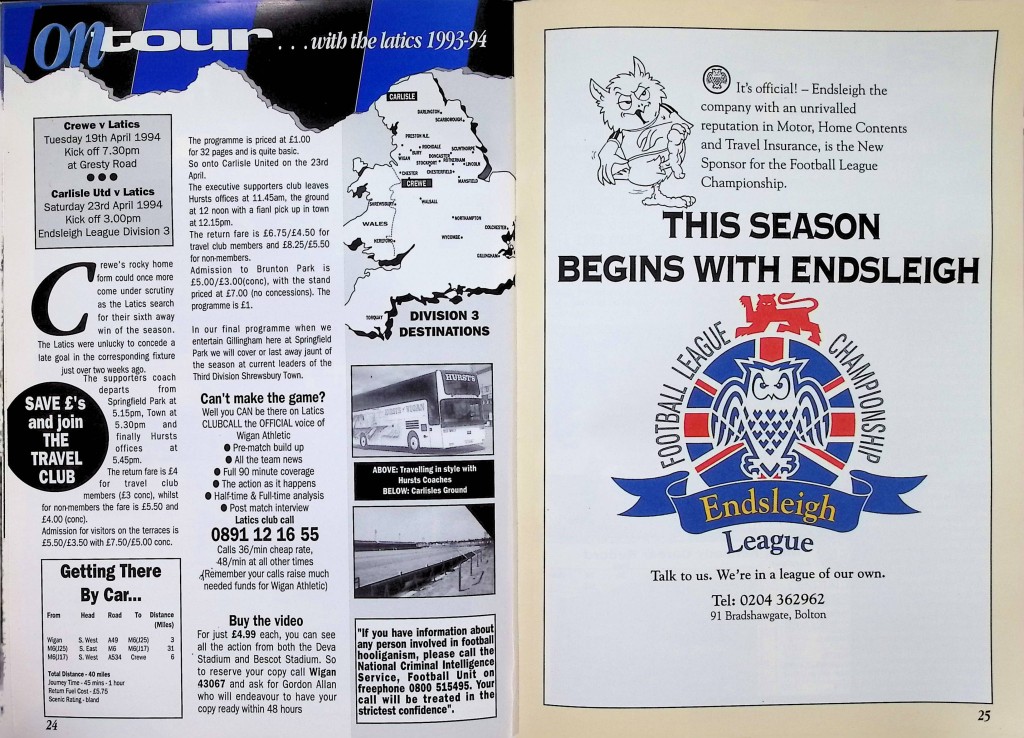 on tour ...with the latics 1993-94
Crewe v Latics
Tuesday 19th April 1994
Kick off 7.30pm
at Gresty Road
Carlisle Utd v Latics
Saturday 23rd April 1994
Kick off 3.00pm
Endsleigh League Division 3
Crewe's rocky home
form could once more
come under scrutiny
as the Latics search
for their sixth away
win of the season.
The Latics were unlucky to concede a
late goal in the corresponding fixture
just over two weeks ago.
The supporters coach
departs from
Springfield Park at
5.15pm, Town at
5.30pm and
finally Hursts
offices at
5.45pm.
The return fare is £4
for travel club
members (£3 conc), whilst
for non-members the fare is £5.50 and
£4.00 (conc).
Admission for visitors on the terraces is
£5.50/£3.50 with £7.50/£5.00 conc.
SAVE £'s
and join
THE
TRAVEL
CLUB
Getting There
By Car...
From Head Road To Distance
(Miles)
Wigan S. West A49 M6(J25) 3
M6(J25) S. East M6 M6(J17) 31
M6(J17) S. West A534 Crewe 6
Total Distance - 40 miles
Journey Time - 45 mins - 1 hour
Return Fuel Cost - £5.75
Scenic Rating - bland
24
The programme is priced at £1.00
for 32 pages and is quite basic.
So onto Carlisle United on the 23rd
April.
The executive supporters club leaves
Hursts offices at 11.45am, the ground
at 12 noon with a fianl pick up in town
at 12.15pm.
The return fare is £6.75/£4.50 for
travel club members and £8.25/£5.50
for non-members.
Admission to Brunton Park is
£5.00/£3.00(conc), with the stand
priced at £7.00 (no concessions). The
programme is £1.
In our final programme when we
entertain Gillingham here at Springfield
Park we will cover or last away jaunt of
the season at current leaders of the
Third Division Shrewsbury Town.
Can't make the game?
Well you CAN be there on Latics
CLUBCALL the OFFICIAL voice of
Wigan Athletic
● Pre-match build up
● All the team news
● Full 90 minute coverage
● The action as it happens
● Half-time & Full-time analysis
● Post match interview
Latics club call
0891 12 16 55
Calls 36/min cheap rate,
48/min at all other times
(Remember your calls raise much
needed funds for Wigan Athletic)
Buy the video
For just £4.99 each, you can see
all the action from both the Deva
Stadium and Bescot Stadium. So
to reserve your copy call Wigan
43067 and ask for Gordon Allan
who will endeavour to have your
copy ready within 48 hours
CARLISLE
DARLINGTON
SCARBOROUGH
PRESTON N.E.
ROCHDALE
BURY
SCUNTHORPE
WIGAN
DONCASTER
STOCKPORT
ROTHERHAM
LINCOLN
CHESTER
CHESTERFIELD
CREWE
MANSFIELD
SHREWSBURY
WALSALL
WALES
NORTHAMPTON
HEREFORD
WYCOMBE
COLCHESTER
GILLINGHAM
TORQUAY
DIVISION 3
DESTINATIONS
HURST'S
ABOVE: Travelling in style with
Hursts Coaches
BELOW: Carlisles Ground
"If you have information about
any person involved in football
hooliganism, please call the
National Criminal Intelligence
Service, Football Unit on
freephone 0800 515495. Your
call will be treated in the
strictest confidence".
It's official! – Endsleigh the
company with an unrivalled
reputation in Motor, Home Contents
and Travel Insurance, is the New
Sponsor for the Football League
Championship.
THIS SEASON
BEGINS WITH ENDSLEIGH
FOOTBALL LEAGUE CHAMPIONSHIP
Endsleigh
League
Talk to us. We're in a league of our own.
Tel: 0204 362962
91 Bradshawgate, Bolton
25